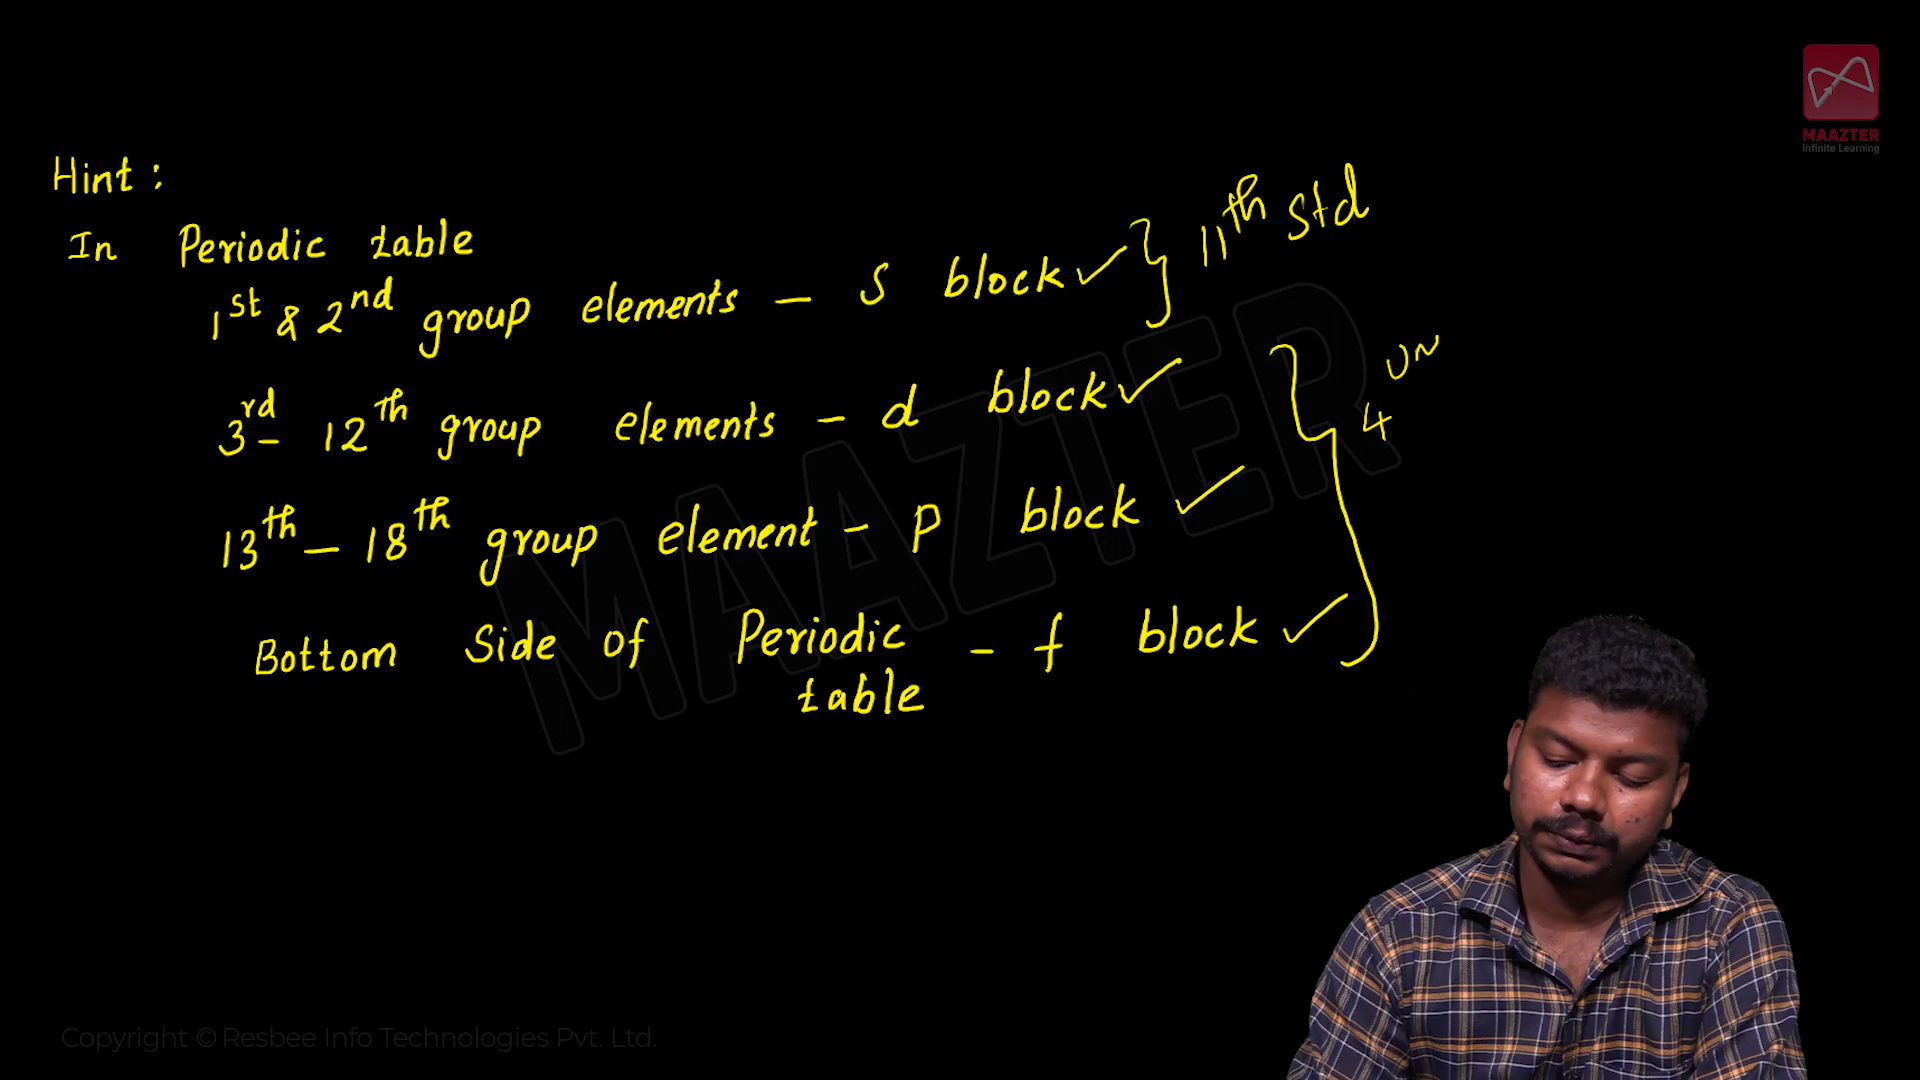 MAAZTER
Infinite Learning
Hint :
In Periodic table
1st & 2nd group elements – S block ✓ } 11th Std
3rd – 12th group elements – d block ✓
13th – 18th group element – P block ✓
4
Bottom Side of Periodic table – f block ✓
MAAZTER
Copyright © Resbee Info Technologies Pvt. Ltd.